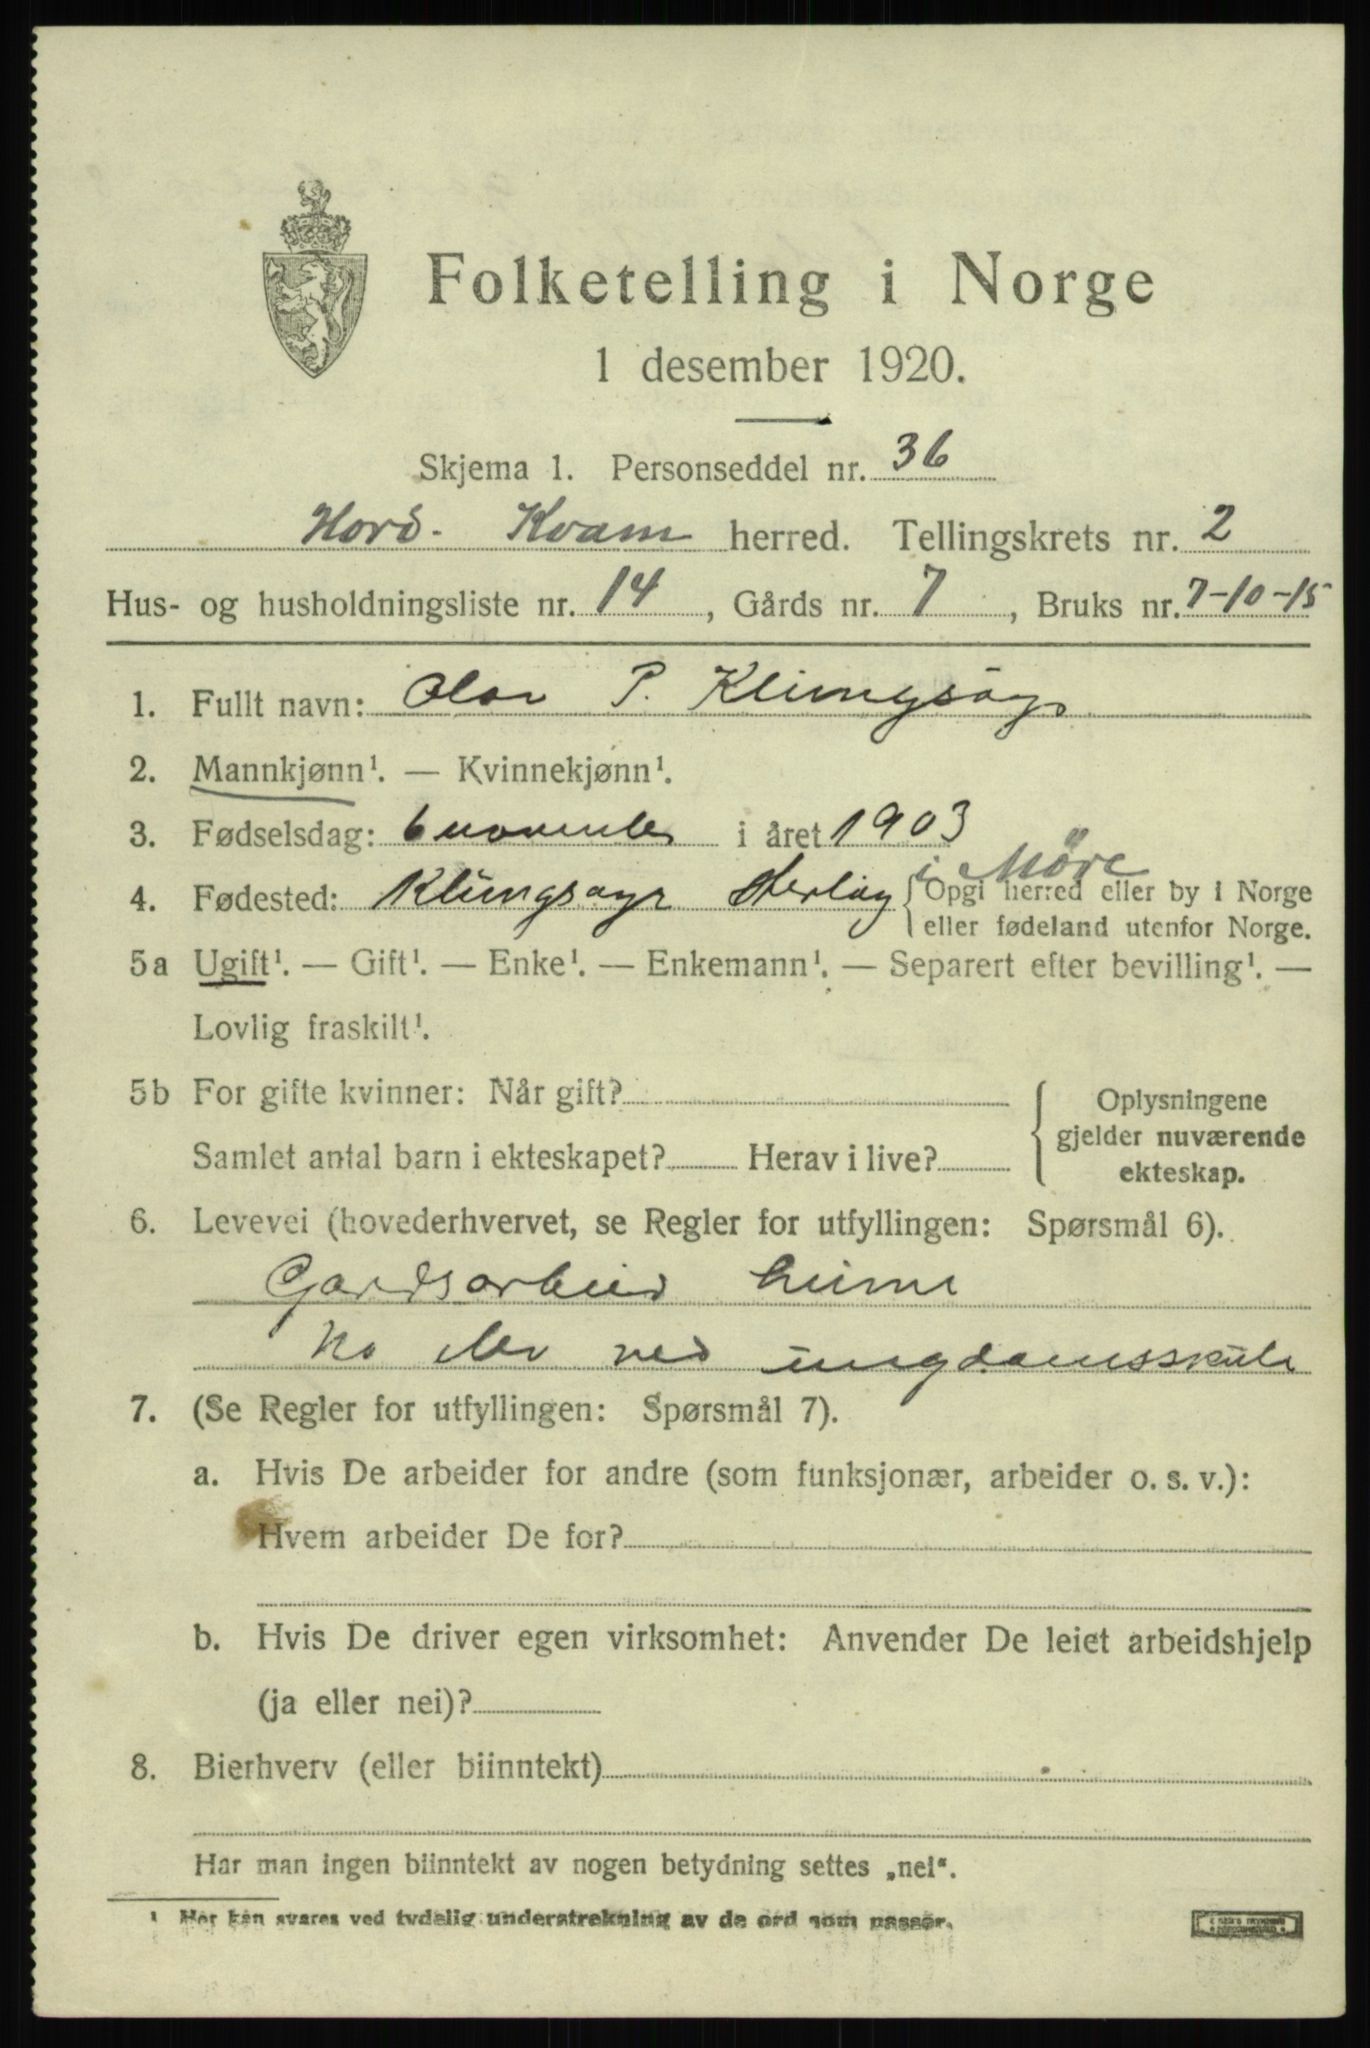 Folketelling i Norge
1 desember 1920.
Skjema 1. Personseddel nr. 36
Hord- Kvam herred. Tellingskrets nr. 2
Hus- og husholdningsliste nr. 14, Gårds nr. 7, Bruks nr. 7-10-15
1. Fullt navn: Olav P. Klungsøyr
2. Mannkjønn¹. — Kvinnekjønn¹.
3. Fødselsdag: 6 november i året 1903
i Möre
4. Fødested: Klungsøyr Herøy {Opgi herred eller by i Norge
eller fødeland utenfor Norge.
5a Ugift¹. — Gift¹. — Enke¹. — Enkemann¹. — Separert efter bevilling¹. —
Lovlig fraskilt¹.
5b For gifte kvinner: Når gift?
Samlet antal barn i ekteskapet? Herav i live?
Oplysningene
gjelder nuværende
ekteskap.
6. Levevei (hovederhvervet, se Regler for utfyllingen: Spørsmål 6).
Gardsarbeid heime
No elev ved ungdomsskule
7. (Se Regler for utfyllingen: Spørsmål 7).
a. Hvis De arbeider for andre (som funksjonær, arbeider o. s. v.):
Hvem arbeider De for?
b. Hvis De driver egen virksomhet: Anvender De leiet arbeidshjelp
(ja eller nei)?
8. Bierhverv (eller biinntekt)
Har man ingen biinntekt av nogen betydning settes „nei“.
¹ Her kan svares ved tydelig understrekning av de ord som passer.